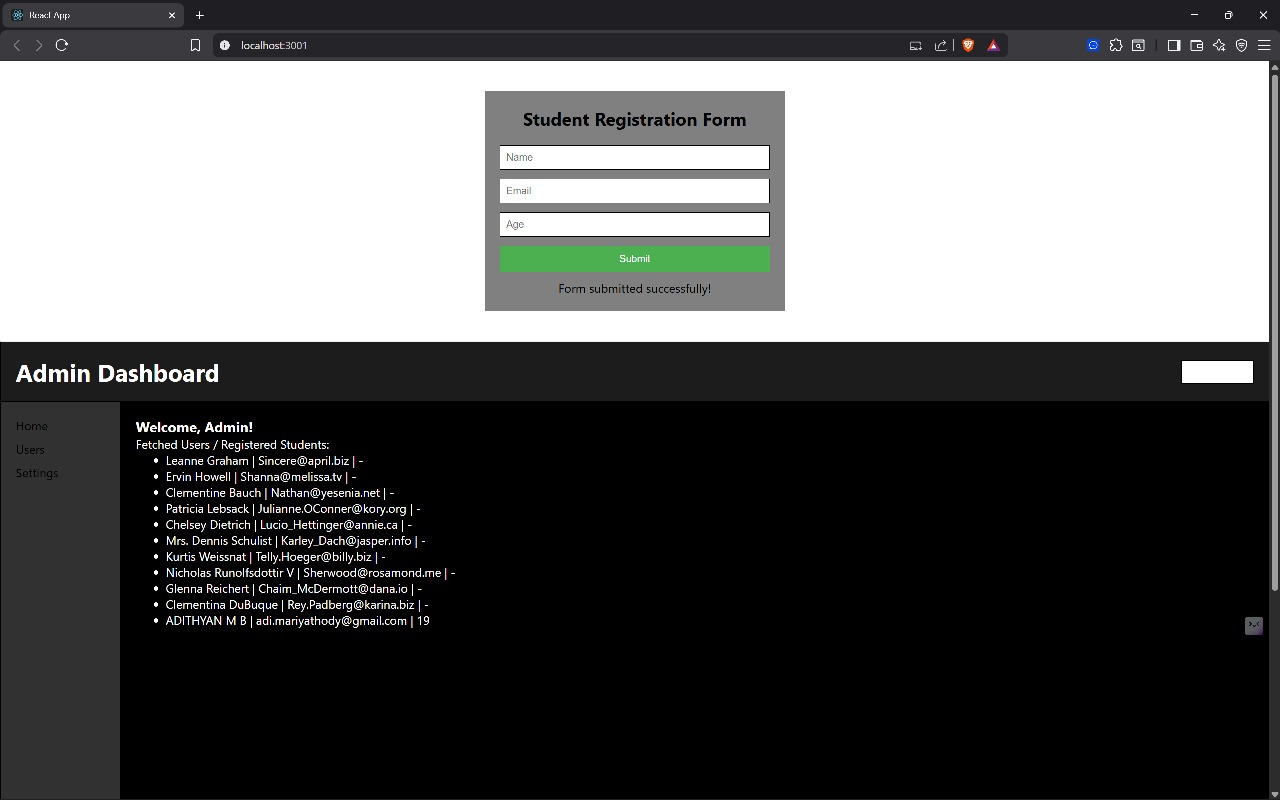 React App
localhost:3001
Student Registration Form
Name
Email
Age
Submit
Form submitted successfully!
Admin Dashboard
Home
Users
Settings
Welcome, Admin!
Fetched Users / Registered Students:
Leanne Graham | Sincere@april.biz | -
Ervin Howell | Shanna@melissa.tv | -
Clementine Bauch | Nathan@yesenia.net | -
Patricia Lebsack | Julianne.OConner@kory.org | -
Chelsey Dietrich | Lucio_Hettinger@annie.ca | -
Mrs. Dennis Schulist | Karley_Dach@jasper.info | -
Kurtis Weissnat | Telly.Hoeger@billy.biz | -
Nicholas Runolfsdottir V | Sherwood@rosamond.me | -
Glenna Reichert | Chaim_McDermott@dana.io | -
Clementina DuBuque | Rey.Padberg@karina.biz | -
ADITHYAN M B | adi.mariyathody@gmail.com | 19